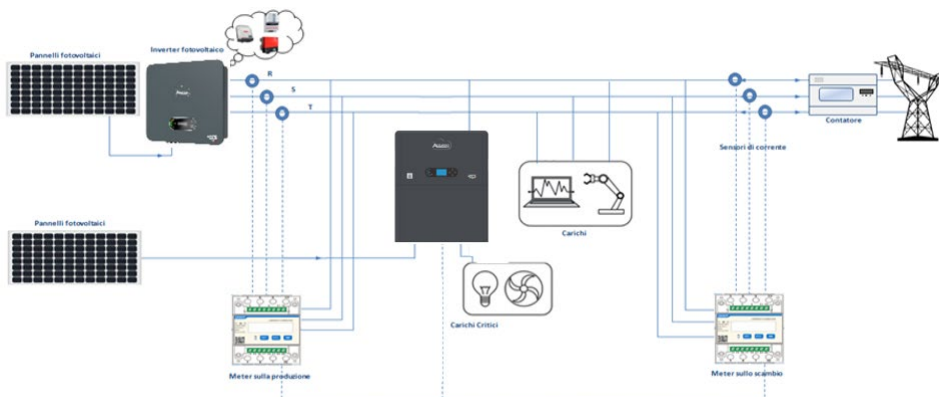 Pannelli fotovoltaici
Inverter fotovoltaico
R
S
T
Contatore
Sensori di corrente
Carichi
Pannelli fotovoltaici
Carichi Critici
Meter sulla produzione
Meter sullo scambio